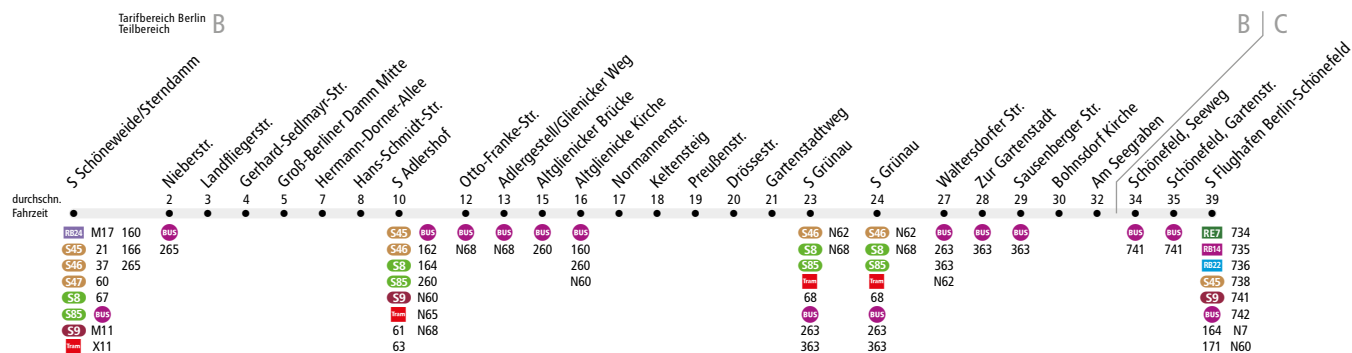 Tarifbereich Berlin
Teilbereich B
B C
S Schöneweide/Sterndamm
Nieberstr.
Landfliegerstr.
Gerhard-Sedlmayr-Str.
Groß-Berliner Damm Mitte
Hermann-Dorner-Allee
Hans-Schmidt-Str.
S Adlershof
Otto-Franke-Str.
Adlergestell/Glienicker Weg
Altglienicker Brücke
Altglienicke Kirche
Normannenstr.
Keltensteig
Preußenstr.
Drössestr.
Gartenstadtweg
S Grünau
S Grünau
Waltersdorfer Str.
Zur Gartenstadt
Sausenberger Str.
Bohnsdorf Kirche
Am Seegraben
Schönefeld, Seeweg
Schönefeld, Gartenstr.
S Flughafen Berlin-Schönefeld
durchschn.
Fahrzeit
2 3 4 5 7 8 10 12 13 15 16 17 18 19 20 21 23 24 27 28 29 30 32 34 35 39
RB24 M17 160
S45 21 166
S46 37 265
S47 60
S8 67
S85 BUS
S9 M11
Tram X11
BUS
265
S45 BUS
S46 162
S8 164
S85 260
S9 N60
Tram N65
61 N68
63
BUS
N68
BUS
N68
BUS
260
BUS
160
260
N60
S46 N62
S8 N68
S85
Tram
68
BUS
263
363
S46 N62
S8 N68
S85
Tram
68
BUS
263
363
BUS
263
363
N62
BUS
363
BUS
363
BUS
741
BUS
741
RE7 734
RB14 735
RB22 736
S45 738
S9 741
BUS 742
164 N7
171 N60